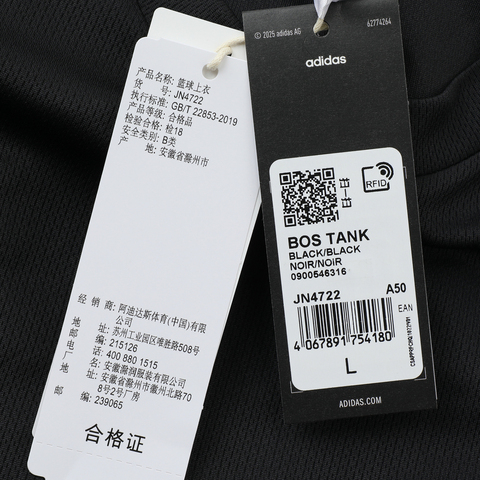 产品名称: 篮球上衣
货 号: JN4722
执行标准: GB/T 22853-2019
产品等级: 合格品
检验合格: 检18
安全类别: B类
产 地: 安徽省滁州市
经 销 商: 阿迪达斯体育(中国)有限
公司
地 址: 苏州工业园区唯胜路508号
邮 编: 215126
电 话: 400 880 1515
厂 名: 安徽滁润服装有限公司
地 址: 安徽省滁州市徽州北路70
8号2号厂房
邮 编: 239065
合格证
© 2025 adidas AG
62774264
adidas
RFID
BOS TANK
BLACK/BLACK
NOIR/NOIR
0900546316
JN4722 A50
EAN
4 067891 754180
L
ADIDAS.COM